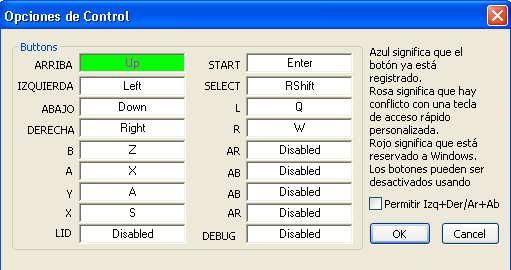 Opciones de Control
Buttons
ARRIBA Up START Enter
IZQUIERDA Left SELECT RShift
ABAJO Down L Q
DERECHA Right R W
B Z AR Disabled
A X AB Disabled
Y A AB Disabled
X S AR Disabled
LID Disabled DEBUG Disabled
Azul significa que el
botón ya está
registrado.
Rosa significa que hay
conflicto con una tecla
de acceso rápido
personalizada.
Rojo significa que está
reservado a Windows.
Los botones pueden ser
desactivados usando
Permitir Izq+Der/Ar+Ab
OK Cancel